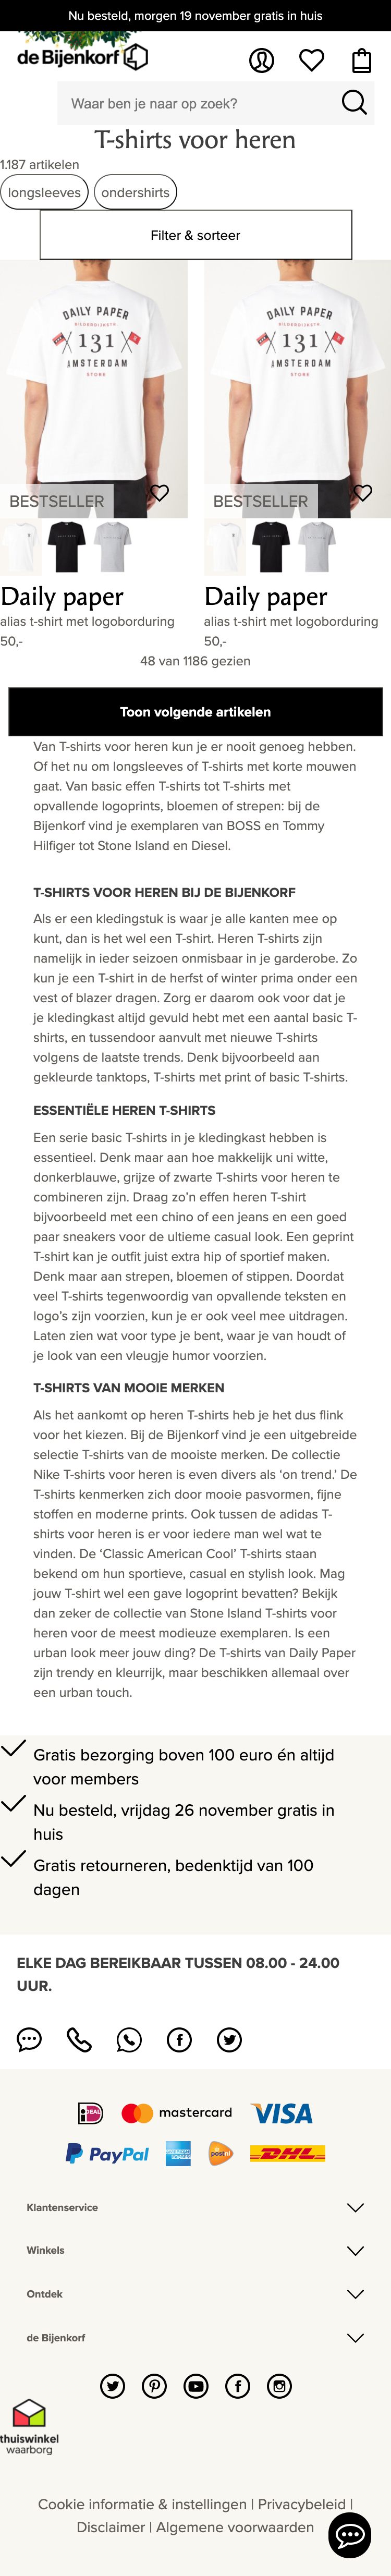 Nu besteld, morgen 19 november gratis in huis
de Bijenkorf
Waar ben je naar op zoek?
T-shirts voor heren
1.187 artikelen
longsleeves ondershirts
Filter & sorteer
DAILY PAPER
BILDERDIJKSTR.
131
AMSTERDAM
STORE
BESTSELLER
DAILY PAPER
BILDERDIJKSTR.
131
AMSTERDAM
STORE
BESTSELLER
Daily paper
alias t-shirt met logoborduring
50,-
Daily paper
alias t-shirt met logoborduring
50,-
48 van 1186 gezien
Toon volgende artikelen
Van T-shirts voor heren kun je er nooit genoeg hebben.
Of het nu om longsleeves of T-shirts met korte mouwen
gaat. Van basic effen T-shirts tot T-shirts met
opvallende logoprints, bloemen of strepen: bij de
Bijenkorf vind je exemplaren van BOSS en Tommy
Hilfiger tot Stone Island en Diesel.
T-SHIRTS VOOR HEREN BIJ DE BIJENKORF
Als er een kledingstuk is waar je alle kanten mee op
kunt, dan is het wel een T-shirt. Heren T-shirts zijn
namelijk in ieder seizoen onmisbaar in je garderobe. Zo
kun je een T-shirt in de herfst of winter prima onder een
vest of blazer dragen. Zorg er daarom ook voor dat je
je kledingkast altijd gevuld hebt met een aantal basic T-
shirts, en tussendoor aanvult met nieuwe T-shirts
volgens de laatste trends. Denk bijvoorbeeld aan
gekleurde tanktops, T-shirts met print of basic T-shirts.
ESSENTIËLE HEREN T-SHIRTS
Een serie basic T-shirts in je kledingkast hebben is
essentieel. Denk maar aan hoe makkelijk uni witte,
donkerblauwe, grijze of zwarte T-shirts voor heren te
combineren zijn. Draag zo'n effen heren T-shirt
bijvoorbeeld met een chino of een jeans en een goed
paar sneakers voor de ultieme casual look. Een geprint
T-shirt kan je outfit juist extra hip of sportief maken.
Denk maar aan strepen, bloemen of stippen. Doordat
veel T-shirts tegenwoordig van opvallende teksten en
logo's zijn voorzien, kun je er ook veel mee uitdragen.
Laten zien wat voor type je bent, waar je van houdt of
je look van een vleugje humor voorzien.
T-SHIRTS VAN MOOIE MERKEN
Als het aankomt op heren T-shirts heb je het dus flink
voor het kiezen. Bij de Bijenkorf vind je een uitgebreide
selectie T-shirts van de mooiste merken. De collectie
Nike T-shirts voor heren is even divers als 'on trend.' De
T-shirts kenmerken zich door mooie pasvormen, fijne
stoffen en moderne prints. Ook tussen de adidas T-
shirts voor heren is er voor iedere man wel wat te
vinden. De 'Classic American Cool' T-shirts staan
bekend om hun sportieve, casual en stylish look. Mag
jouw T-shirt wel een gave logoprint bevatten? Bekijk
dan zeker de collectie van Stone Island T-shirts voor
heren voor de meest modieuze exemplaren. Is een
urban look meer jouw ding? De T-shirts van Daily Paper
zijn trendy en kleurrijk, maar beschikken allemaal over
een urban touch.
Gratis bezorging boven 100 euro én altijd
voor members
Nu besteld, vrijdag 26 november gratis in
huis
Gratis retourneren, bedenktijd van 100
dagen
ELKE DAG BEREIKBAAR TUSSEN 08.00 - 24.00
UUR.
iDEAL mastercard VISA
PayPal AMERICAN EXPRESS postnl DHL
Klantenservice
Winkels
Ontdek
de Bijenkorf
thuiswinkel
waarborg
Cookie informatie & instellingen | Privacybeleid |
Disclaimer | Algemene voorwaarden